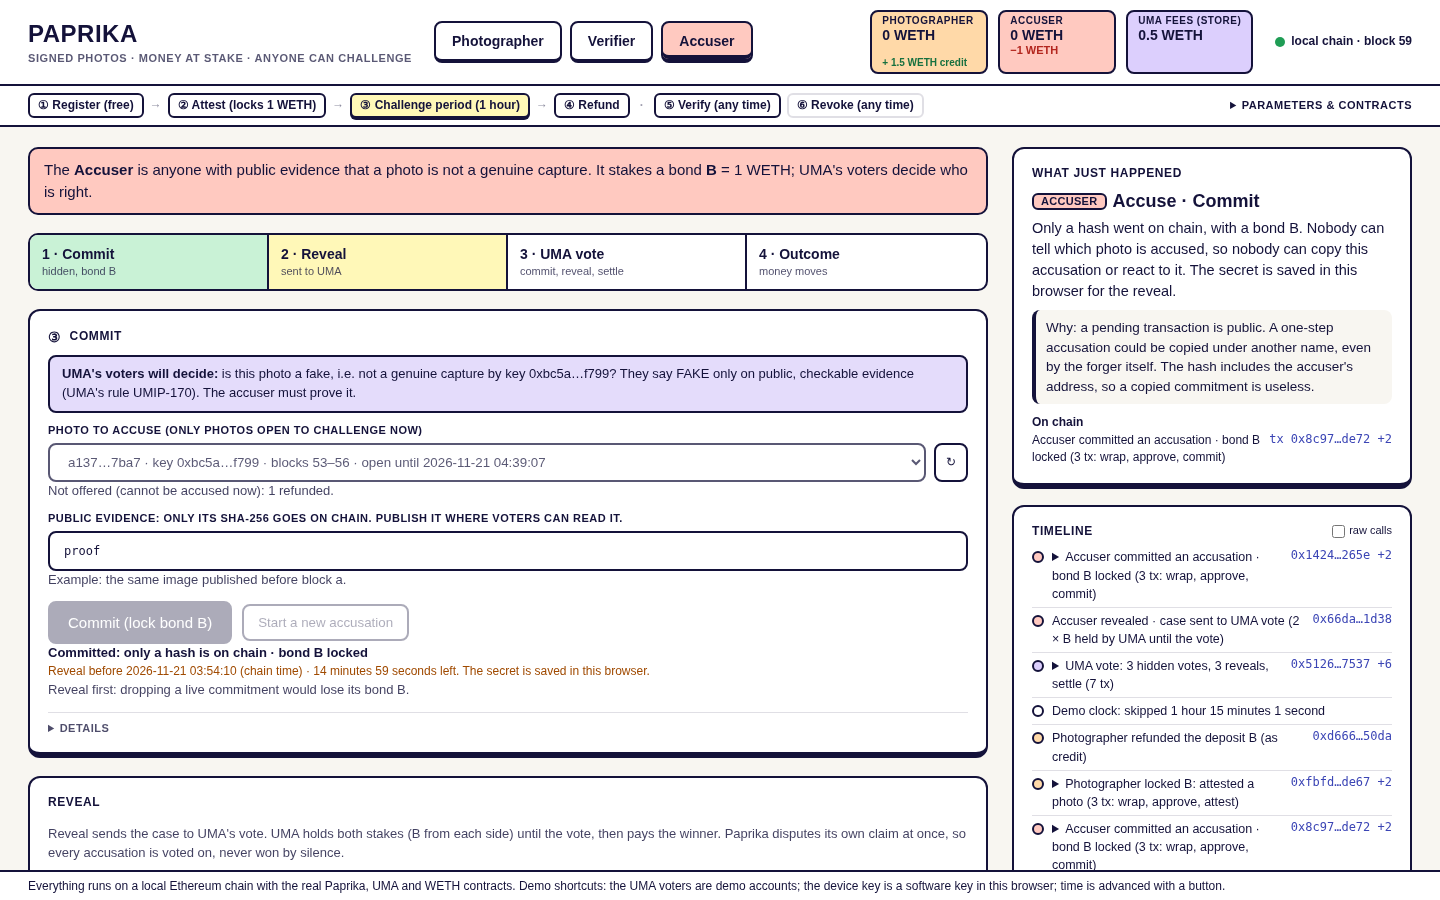 PAPRIKA
SIGNED PHOTOS · MONEY AT STAKE · ANYONE CAN CHALLENGE
Photographer
Verifier
Accuser
PHOTOGRAPHER
0 WETH
+ 1.5 WETH credit
ACCUSER
0 WETH
−1 WETH
UMA FEES (STORE)
0.5 WETH
local chain · block 59
① Register (free) → ② Attest (locks 1 WETH) → ③ Challenge period (1 hour) → ④ Refund · ⑤ Verify (any time) ⑥ Revoke (any time)
▸ PARAMETERS & CONTRACTS
The Accuser is anyone with public evidence that a photo is not a genuine capture. It stakes a bond B = 1 WETH; UMA's voters decide who
is right.
1 · Commit
hidden, bond B
2 · Reveal
sent to UMA
3 · UMA vote
commit, reveal, settle
4 · Outcome
money moves
③ COMMIT
UMA's voters will decide: is this photo a fake, i.e. not a genuine capture by key 0xbc5a…f799? They say FAKE only on public, checkable evidence
(UMA's rule UMIP-170). The accuser must prove it.
PHOTO TO ACCUSE (ONLY PHOTOS OPEN TO CHALLENGE NOW)
a137…7ba7 · key 0xbc5a…f799 · blocks 53–56 · open until 2026-11-21 04:39:07
↻
Not offered (cannot be accused now): 1 refunded.
PUBLIC EVIDENCE: ONLY ITS SHA-256 GOES ON CHAIN. PUBLISH IT WHERE VOTERS CAN READ IT.
proof
Example: the same image published before block a.
Commit (lock bond B)
Start a new accusation
Committed: only a hash is on chain · bond B locked
Reveal before 2026-11-21 03:54:10 (chain time) · 14 minutes 59 seconds left. The secret is saved in this browser.
Reveal first: dropping a live commitment would lose its bond B.
▸ DETAILS
REVEAL
Reveal sends the case to UMA's vote. UMA holds both stakes (B from each side) until the vote, then pays the winner. Paprika disputes its own claim at once, so
every accusation is voted on, never won by silence.
WHAT JUST HAPPENED
ACCUSER Accuse · Commit
Only a hash went on chain, with a bond B. Nobody can
tell which photo is accused, so nobody can copy this
accusation or react to it. The secret is saved in this
browser for the reveal.
Why: a pending transaction is public. A one-step
accusation could be copied under another name, even
by the forger itself. The hash includes the accuser's
address, so a copied commitment is useless.
On chain
Accuser committed an accusation · bond B tx 0x8c97…de72 +2
locked (3 tx: wrap, approve, commit)
TIMELINE
raw calls
▸ Accuser committed an accusation · 0x1424…265e +2
bond B locked (3 tx: wrap, approve,
commit)
Accuser revealed · case sent to UMA vote (2 0x66da…1d38
× B held by UMA until the vote)
▸ UMA vote: 3 hidden votes, 3 reveals, 0x5126…7537 +6
settle (7 tx)
Demo clock: skipped 1 hour 15 minutes 1 second
Photographer refunded the deposit B (as 0xd666…50da
credit)
▸ Photographer locked B: attested a 0xfbfd…de67 +2
photo (3 tx: wrap, approve, attest)
▸ Accuser committed an accusation · 0x8c97…de72 +2
bond B locked (3 tx: wrap, approve,
commit)
Everything runs on a local Ethereum chain with the real Paprika, UMA and WETH contracts. Demo shortcuts: the UMA voters are demo accounts; the device key is a software key in this browser; time is advanced with a button.